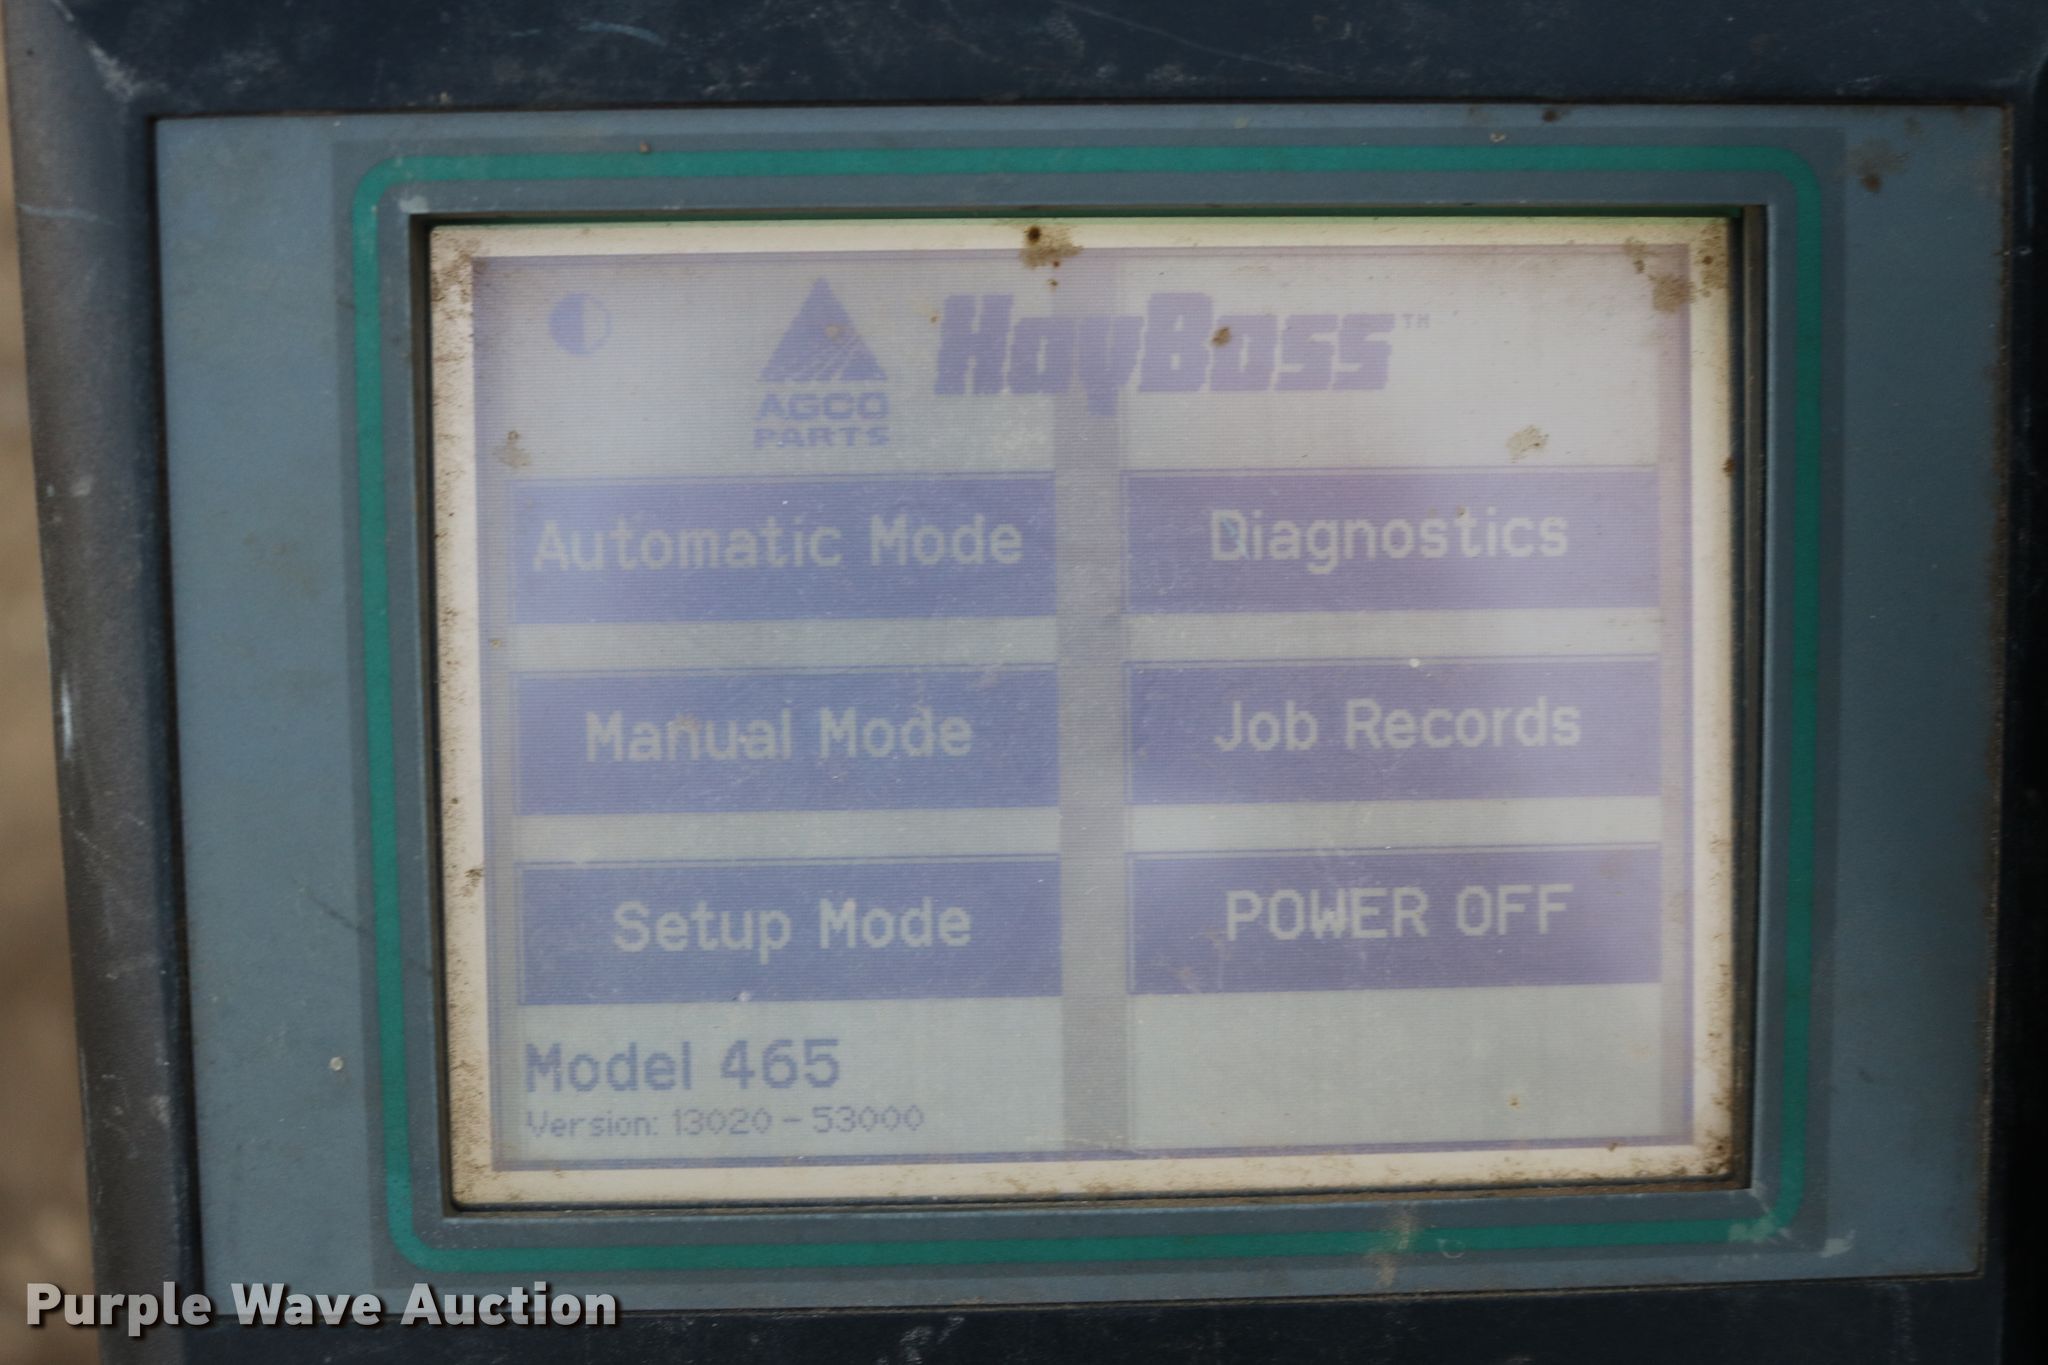 HayBoss™
AGCO
PARTS
Automatic Mode
Diagnostics
Manual Mode
Job Records
Setup Mode
POWER OFF
Model 465
Version: 13020-53000
Purple Wave Auction